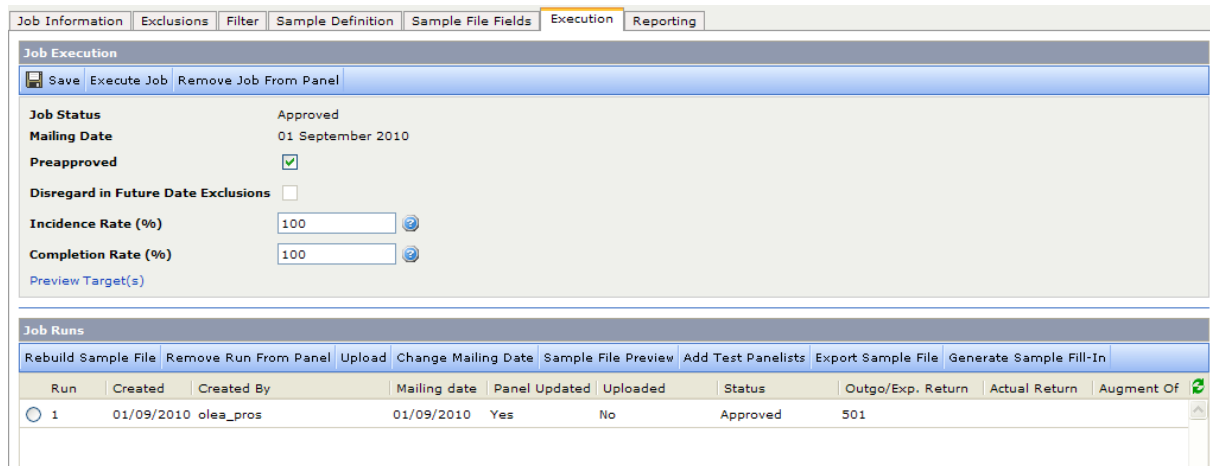 Job Information Exclusions Filter Sample Definition Sample File Fields Execution Reporting
Job Execution
Save Execute Job Remove Job From Panel
Job Status Approved
Mailing Date 01 September 2010
Preapproved
Disregard in Future Date Exclusions
Incidence Rate (%) 100
Completion Rate (%) 100
Preview Target(s)
Job Runs
Rebuild Sample File Remove Run From Panel Upload Change Mailing Date Sample File Preview Add Test Panelists Export Sample File Generate Sample Fill-In
Run Created Created By Mailing date Panel Updated Uploaded Status Outgo/Exp. Return Actual Return Augment Of
1 01/09/2010 olea_pros 01/09/2010 Yes No Approved 501